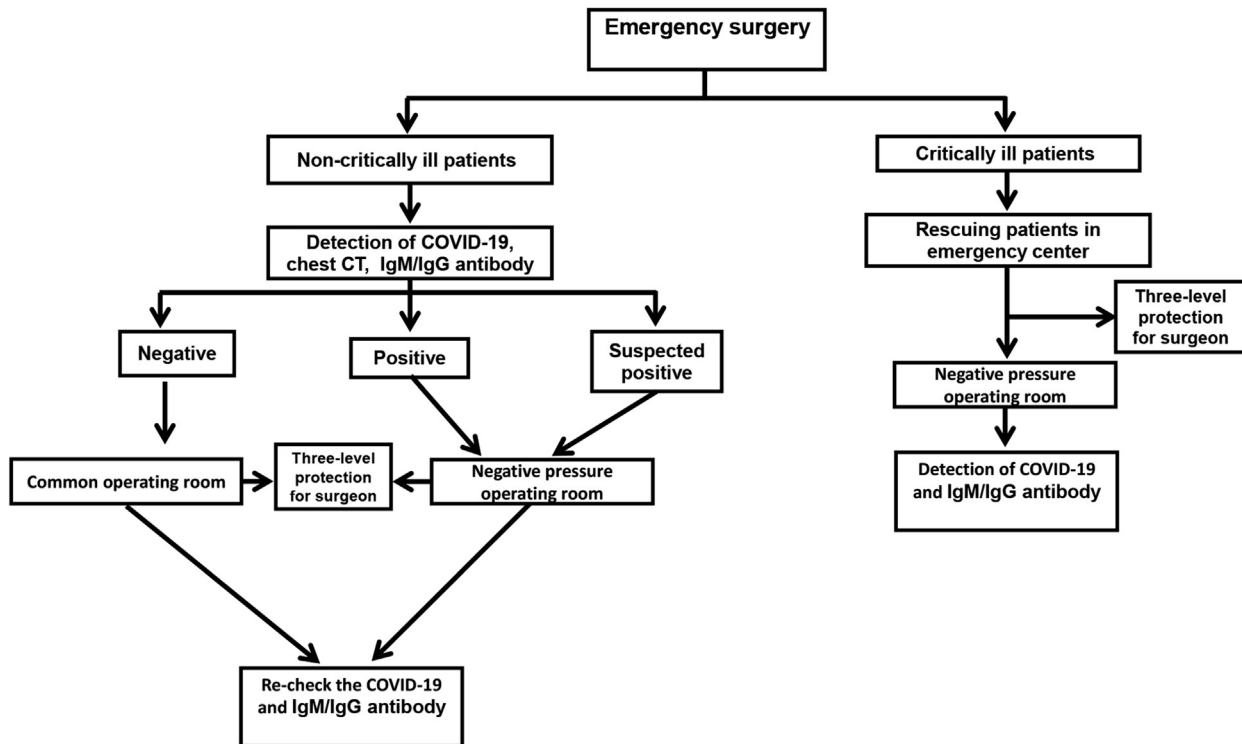 Emergency surgery
Non-critically ill patients
Critically ill patients
Detection of COVID-19,
chest CT, IgM/IgG antibody
Rescuing patients in
emergency center
Three-level
protection
for surgeon
Negative
Positive
Suspected
positive
Negative pressure
operating room
Common operating room
Three-level
protection
for surgeon
Negative pressure
operating room
Detection of COVID-19
and IgM/IgG antibody
Re-check the COVID-19
and IgM/IgG antibody